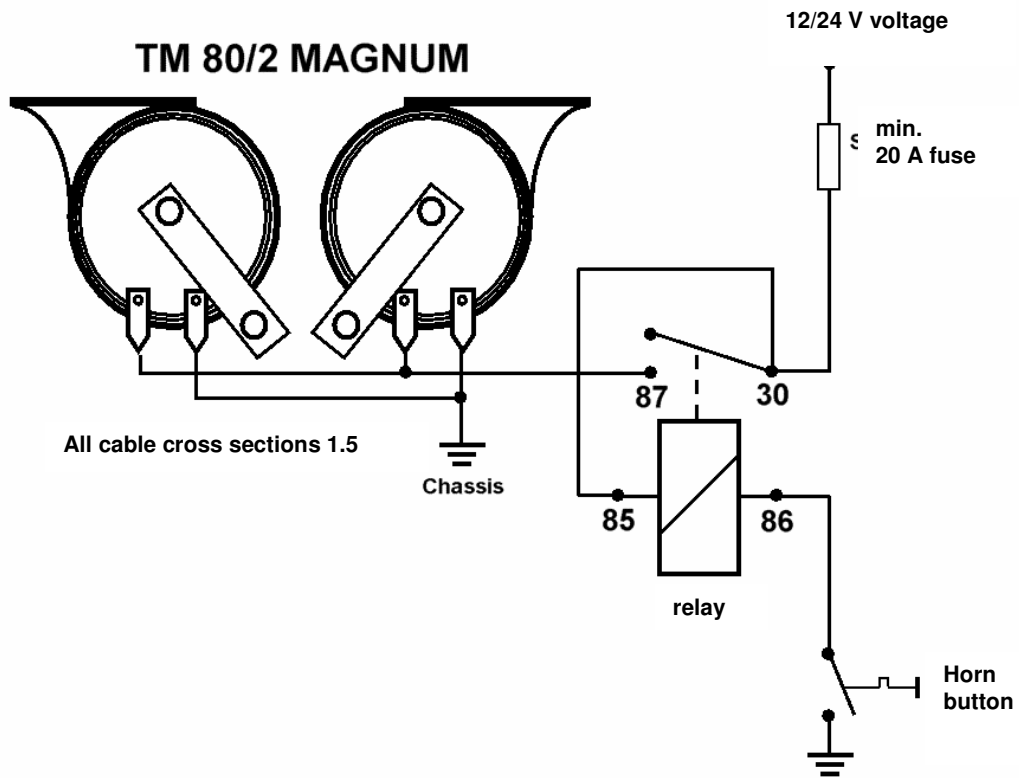 12/24 V voltage
TM 80/2 MAGNUM
min.
20 A fuse
87
30
All cable cross sections 1.5
Chassis
85
86
relay
Horn
button